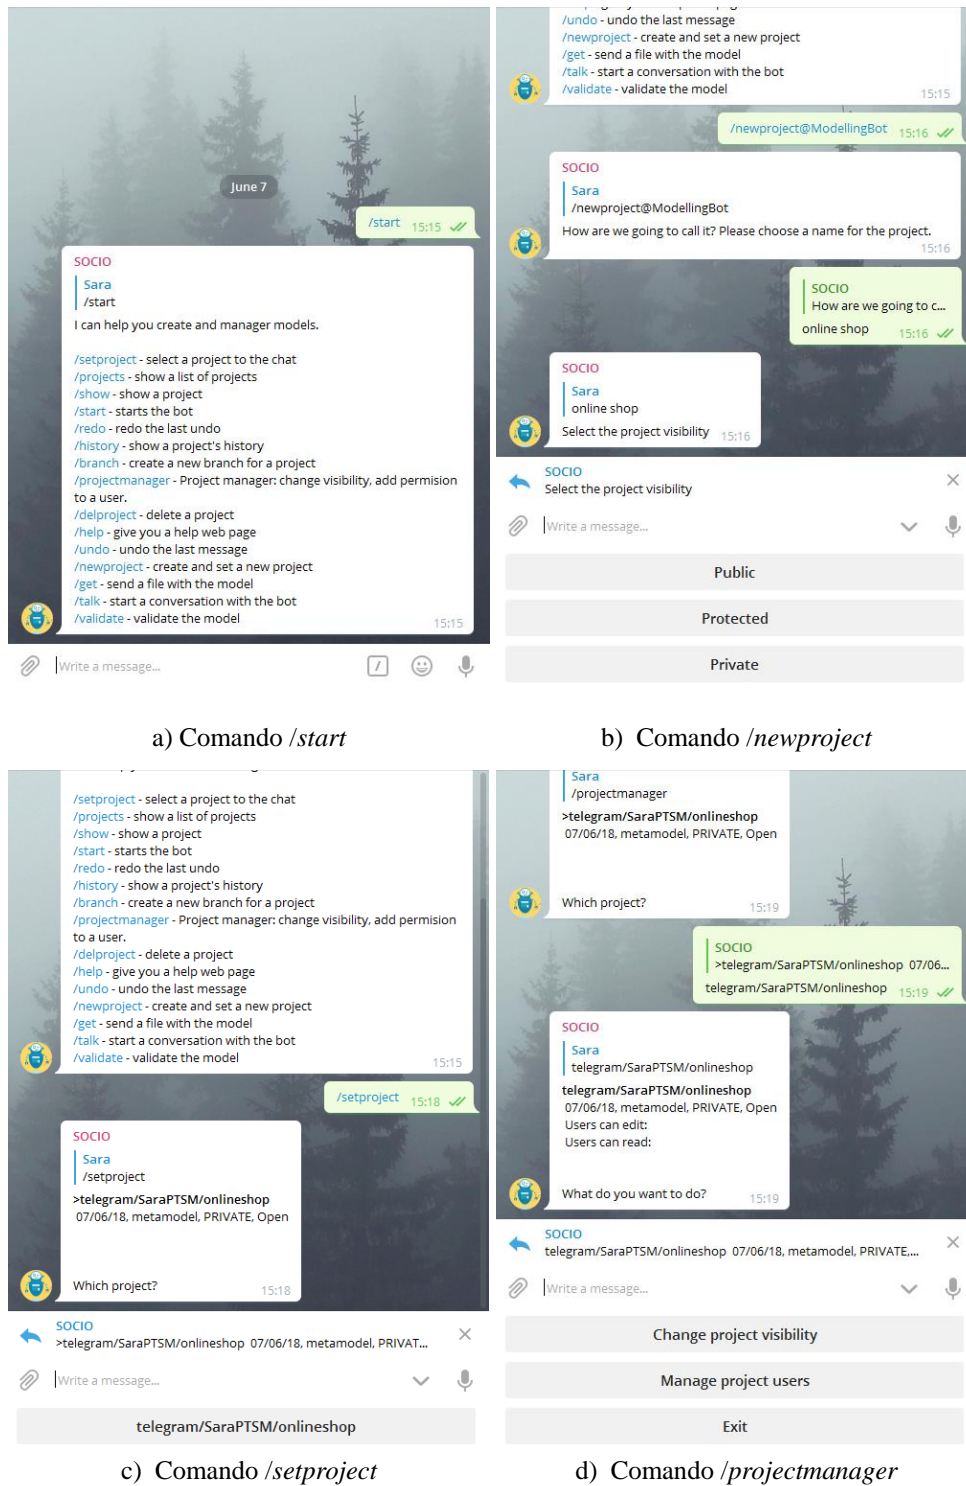 June 7
/start 15:15
SOCIO
Sara
/start
I can help you create and manager models.
/setproject - select a project to the chat
/projects - show a list of projects
/show - show a project
/start - starts the bot
/redo - redo the last undo
/history - show a project's history
/branch - create a new branch for a project
/projectmanager - Project manager: change visibility, add permision
to a user.
/delproject - delete a project
/help - give you a help web page
/undo - undo the last message
/newproject - create and set a new project
/get - send a file with the model
/talk - start a conversation with the bot
/validate - validate the model
15:15
Write a message...
a) Comando /start
/undo - undo the last message
/newproject - create and set a new project
/get - send a file with the model
/talk - start a conversation with the bot
/validate - validate the model
15:15
/newproject@ModellingBot 15:16
SOCIO
Sara
/newproject@ModellingBot
How are we going to call it? Please choose a name for the project.
15:16
SOCIO
How are we going to c...
online shop 15:16
SOCIO
Sara
online shop
Select the project visibility 15:16
SOCIO
Select the project visibility
Write a message...
Public
Protected
Private
b) Comando /newproject
/setproject - select a project to the chat
/projects - show a list of projects
/show - show a project
/start - starts the bot
/redo - redo the last undo
/history - show a project's history
/branch - create a new branch for a project
/projectmanager - Project manager: change visibility, add permision
to a user.
/delproject - delete a project
/help - give you a help web page
/undo - undo the last message
/newproject - create and set a new project
/get - send a file with the model
/talk - start a conversation with the bot
/validate - validate the model
15:15
/setproject 15:18
SOCIO
Sara
/setproject
>telegram/SaraPTSM/onlineshop
07/06/18, metamodel, PRIVATE, Open
Which project? 15:18
SOCIO
>telegram/SaraPTSM/onlineshop 07/06/18, metamodel, PRIVAT...
Write a message...
telegram/SaraPTSM/onlineshop
c) Comando /setproject
Sara
/projectmanager
>telegram/SaraPTSM/onlineshop
07/06/18, metamodel, PRIVATE, Open
Which project? 15:19
SOCIO
>telegram/SaraPTSM/onlineshop 07/06...
telegram/SaraPTSM/onlineshop 15:19
SOCIO
Sara
telegram/SaraPTSM/onlineshop
telegram/SaraPTSM/onlineshop
07/06/18, metamodel, PRIVATE, Open
Users can edit:
Users can read:
What do you want to do? 15:19
SOCIO
telegram/SaraPTSM/onlineshop 07/06/18, metamodel, PRIVATE,...
Write a message...
Change project visibility
Manage project users
Exit
d) Comando /projectmanager